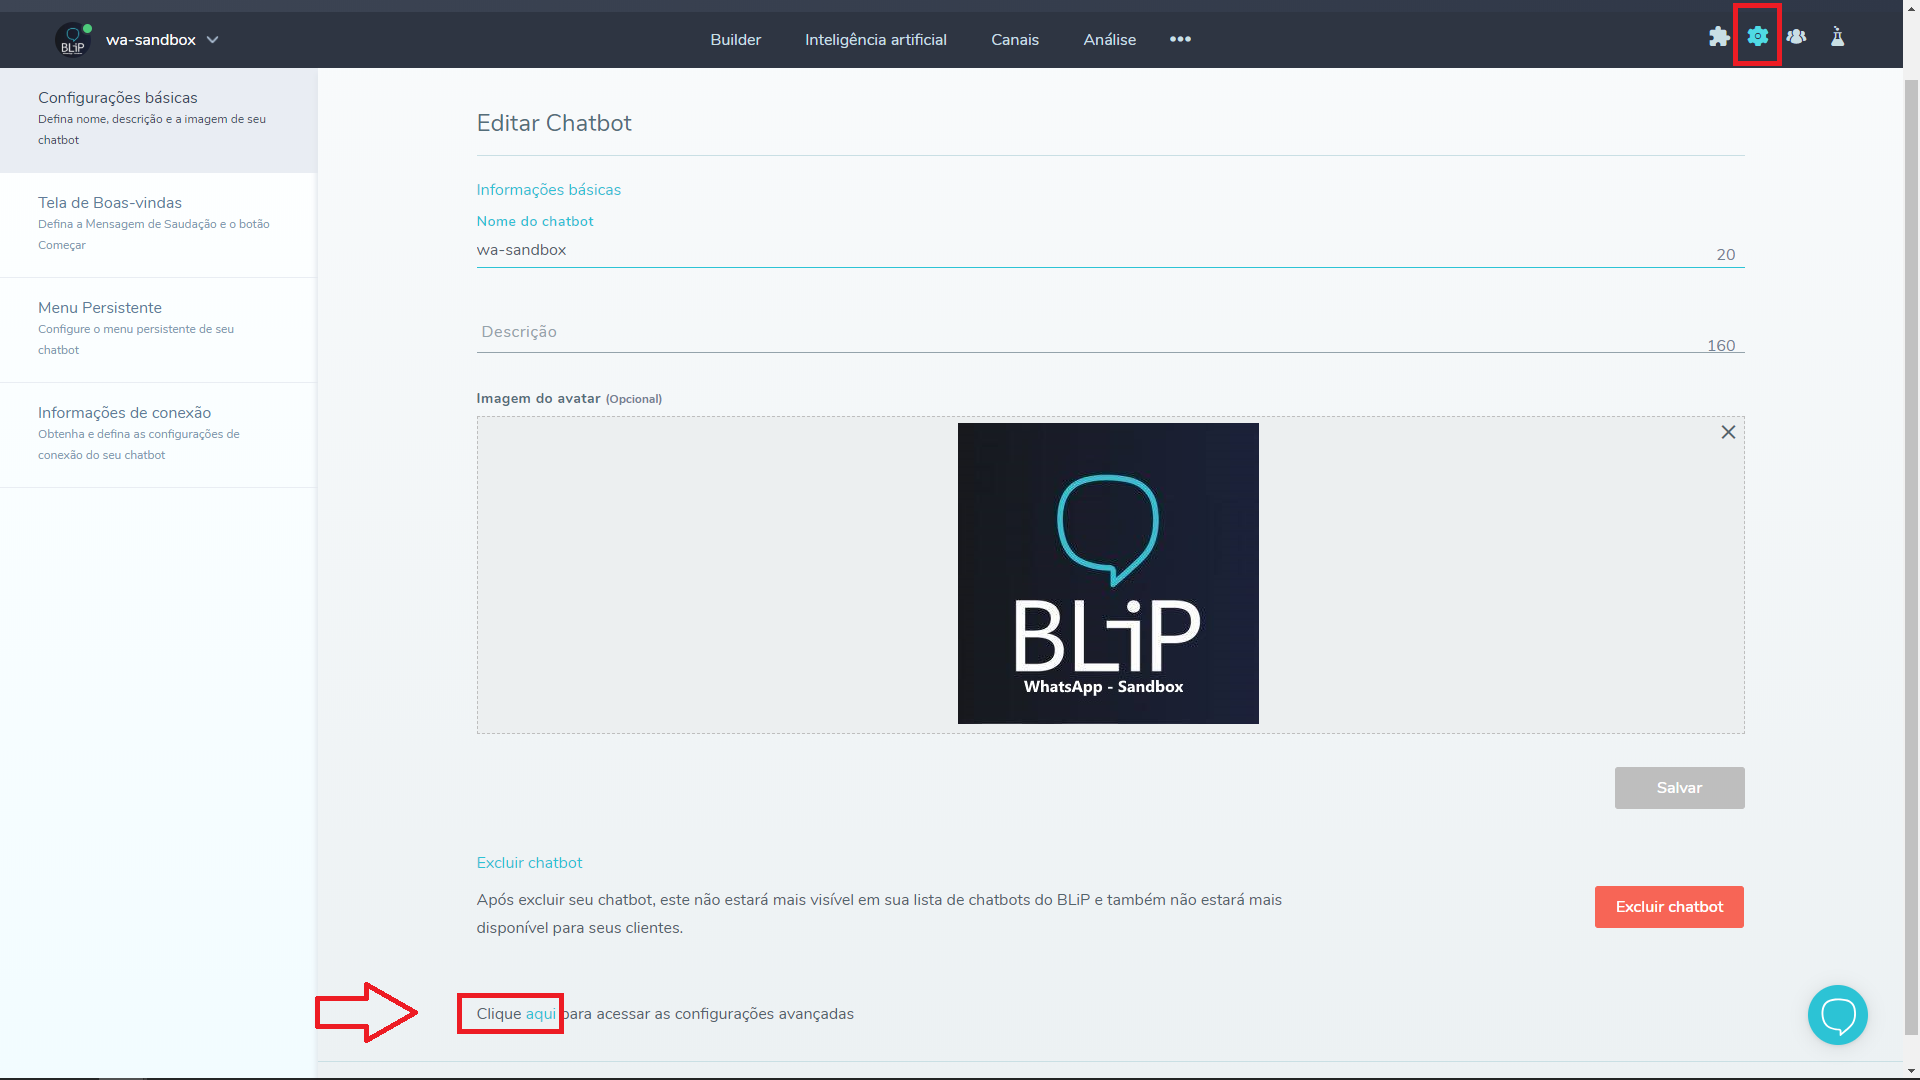 BLiP
wa-sandbox
Builder
Inteligência artificial
Canais
Análise
Configurações básicas
Defina nome, descrição e a imagem de seu
chatbot
Tela de Boas-vindas
Defina a Mensagem de Saudação e o botão
Começar
Menu Persistente
Configure o menu persistente de seu
chatbot
Informações de conexão
Obtenha e defina as configurações de
conexão do seu chatbot
Editar Chatbot
Informações básicas
Nome do chatbot
wa-sandbox
20
Descrição
160
Imagem do avatar (Opcional)
BLiP
WhatsApp - Sandbox
Salvar
Excluir chatbot
Após excluir seu chatbot, este não estará mais visível em sua lista de chatbots do BLiP e também não estará mais
disponível para seus clientes.
Excluir chatbot
Clique aqui para acessar as configurações avançadas